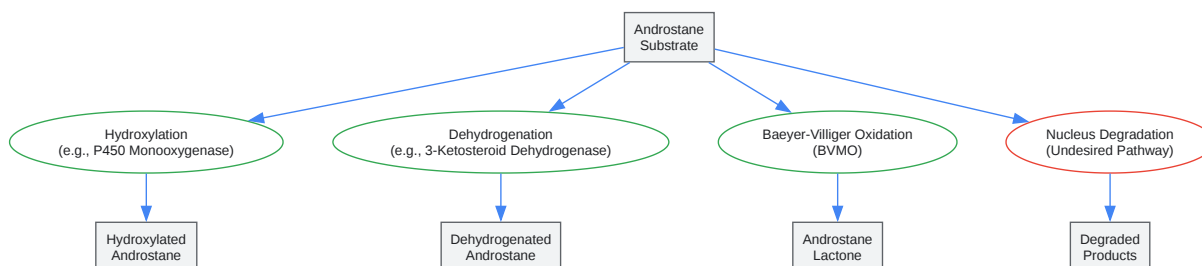 Androstane
Substrate
Hydroxylation
(e.g., P450 Monooxygenase)
Dehydrogenation
(e.g., 3-Ketosteroid Dehydrogenase)
Baeyer-Villiger Oxidation
(BVMO)
Nucleus Degradation
(Undesired Pathway)
Hydroxylated
Androstane
Dehydrogenated
Androstane
Androstane
Lactone
Degraded
Products